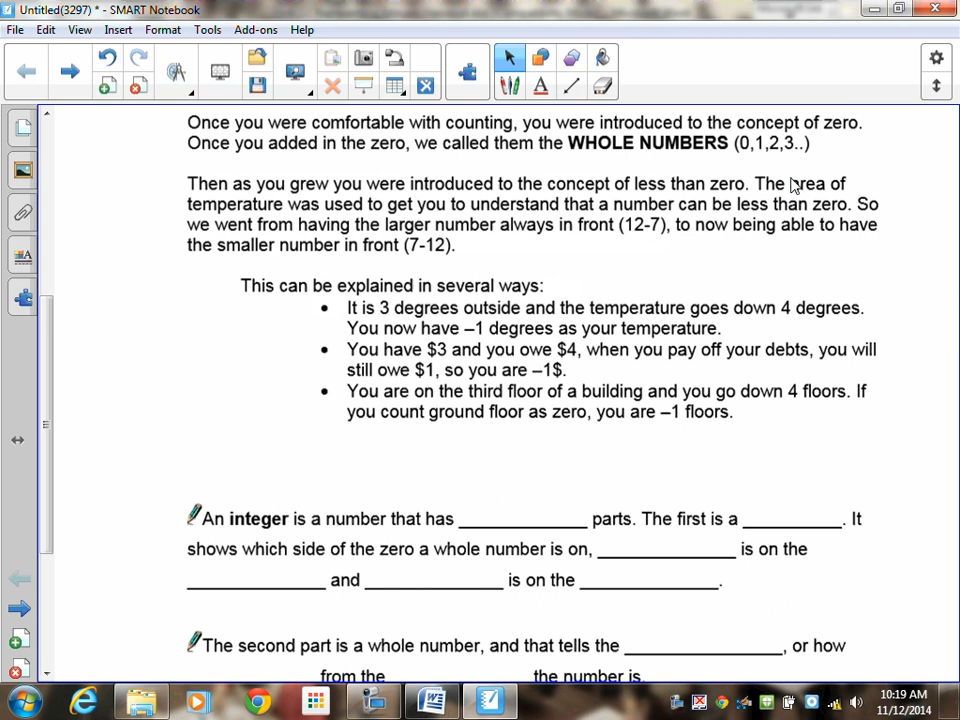 Untitled(3297) * - SMART Notebook
File Edit View Insert Format Tools Add-ons Help
Once you were comfortable with counting, you were introduced to the concept of zero.
Once you added in the zero, we called them the WHOLE NUMBERS (0,1,2,3..)
Then as you grew you were introduced to the concept of less than zero. The area of
temperature was used to get you to understand that a number can be less than zero. So
we went from having the larger number always in front (12-7), to now being able to have
the smaller number in front (7-12).
This can be explained in several ways:
• It is 3 degrees outside and the temperature goes down 4 degrees.
You now have –1 degrees as your temperature.
• You have $3 and you owe $4, when you pay off your debts, you will
still owe $1, so you are –1$.
• You are on the third floor of a building and you go down 4 floors. If
you count ground floor as zero, you are –1 floors.
An integer is a number that has _____________ parts. The first is a __________. It
shows which side of the zero a whole number is on, ______________ is on the
______________ and ______________ is on the ______________.
The second part is a whole number, and that tells the ________________, or how
from the ______________ the number is.
10:19 AM
11/12/2014